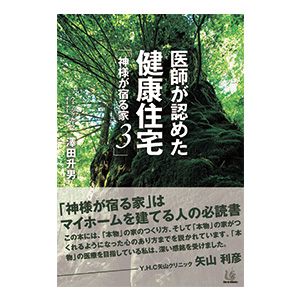 医師が認めた
健康住宅
「神様が宿る家3」
澤田升男
「神様が宿る家」は
マイホームを建てる人の必読書
この本には、「本物」の家のつくり方、そして「本物」の家がつ
くれるようになった心のあり方までを説かれています。「本
物」の医療を目指している私は、深い感銘を受けました。
Y.H.C矢山クリニック 矢山 利彦